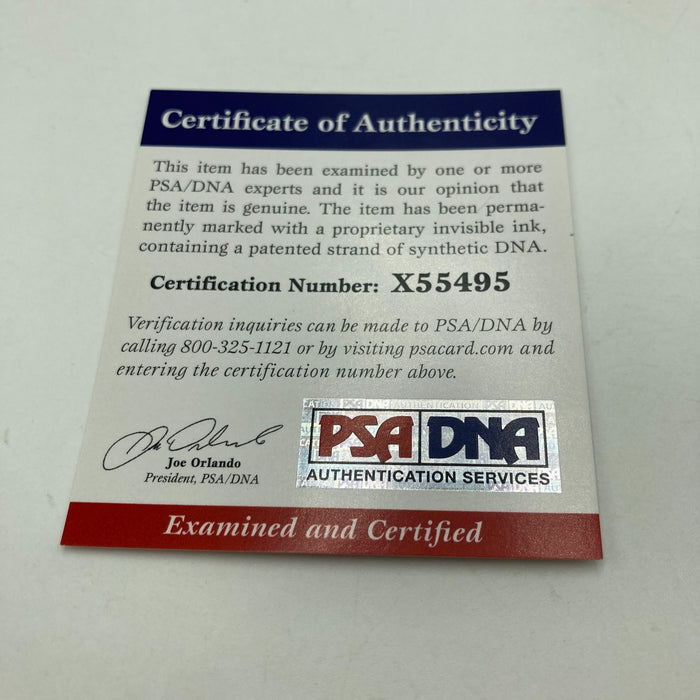 Certificate of Authenticity
This item has been examined by one or more
PSA/DNA experts and it is our opinion that
the item is genuine. The item has been perma-
nently marked with a proprietary invisible ink,
containing a patented strand of synthetic DNA.
Certification Number: X55495
Verification inquiries can be made to PSA/DNA by
calling 800-325-1121 or by visiting psacard.com and
entering the certification number above.
Joe Orlando
President, PSA/DNA
PSA DNA
AUTHENTICATION SERVICES
Examined and Certified